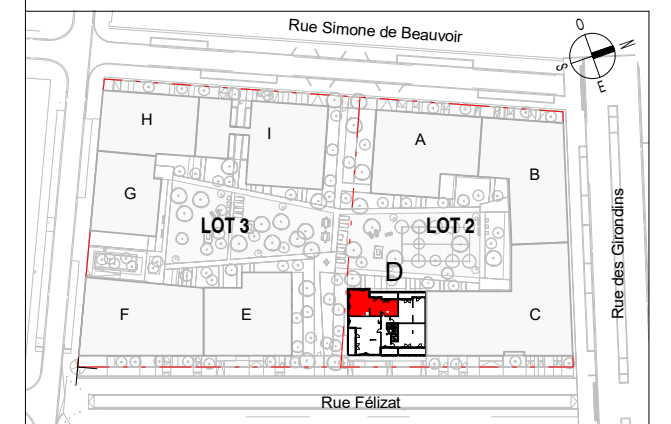 Rue Simone de Beauvoir
O
N
S
E
H
I
A
B
G
LOT 3
LOT 2
Rue des Girondins
D
F
E
C
Rue Félizat